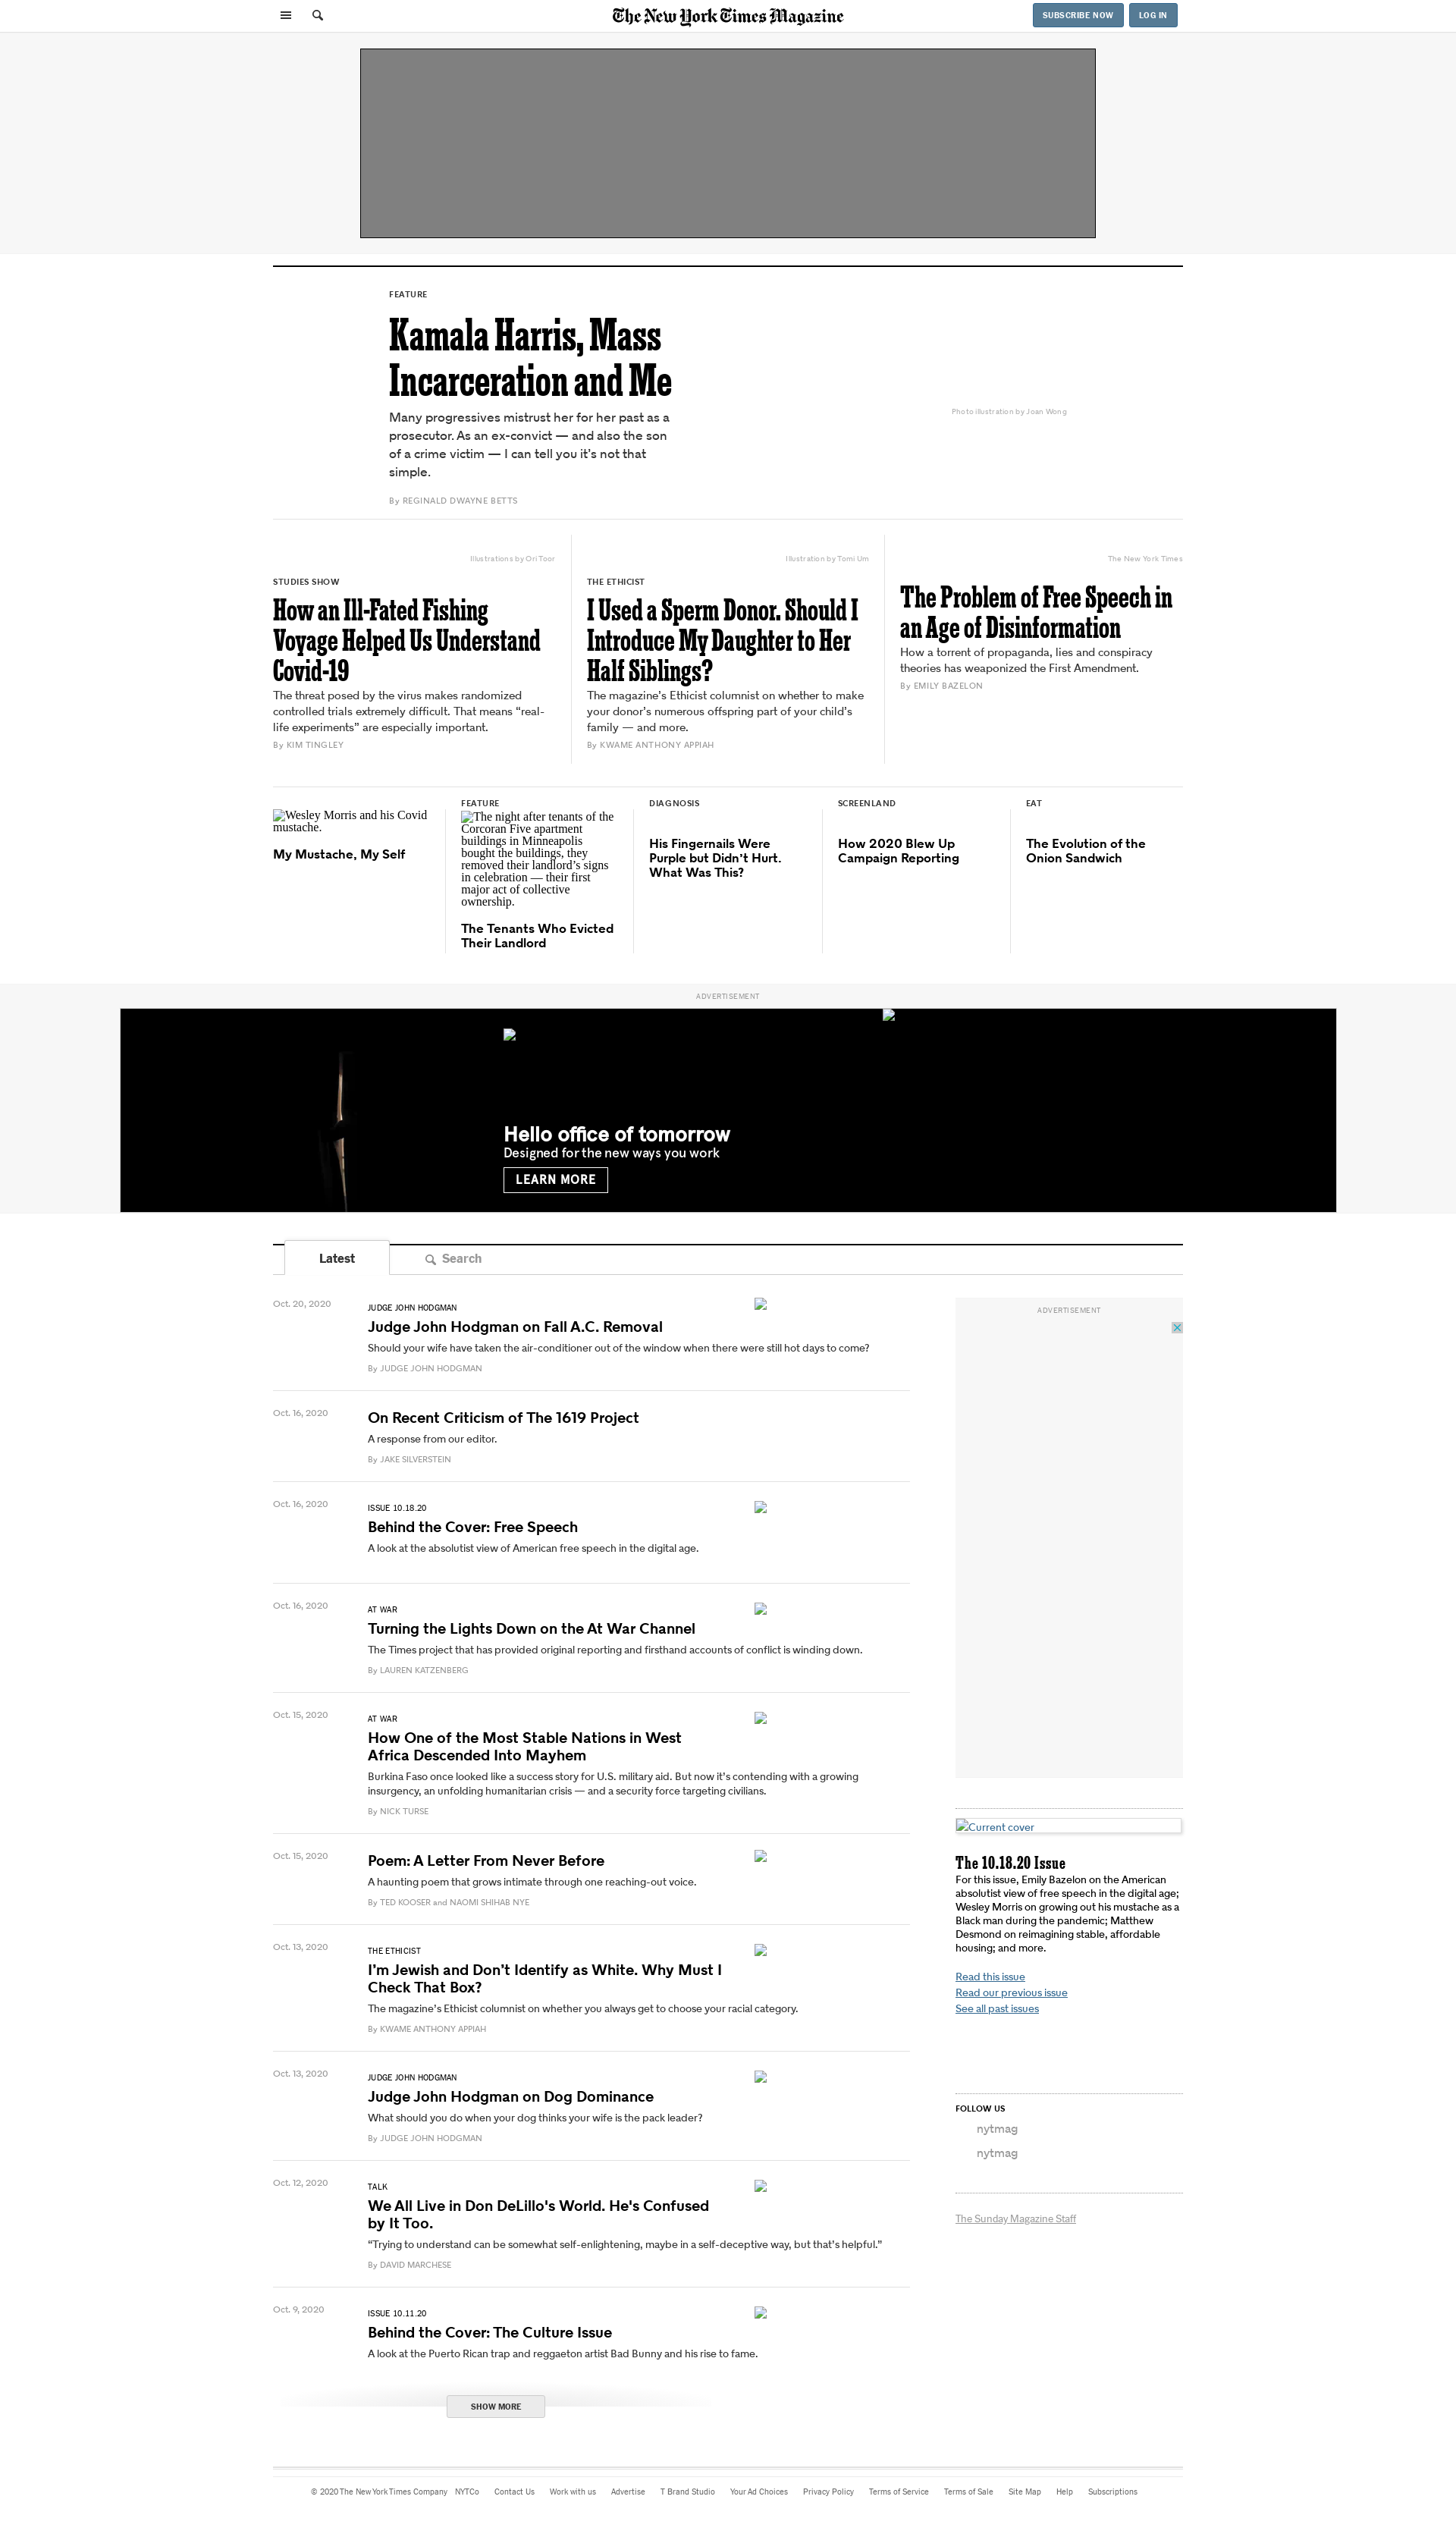 The New York Times Magazine
SUBSCRIBE NOW
LOG IN
FEATURE
Kamala Harris, Mass
Incarceration and Me
Many progressives mistrust her for her past as a
prosecutor. As an ex-convict — and also the son
of a crime victim — I can tell you it’s not that
simple.
By REGINALD DWAYNE BETTS
Photo illustration by Joan Wong
Illustrations by Ori Toor
STUDIES SHOW
How an Ill-Fated Fishing
Voyage Helped Us Understand
Covid-19
The threat posed by the virus makes randomized
controlled trials extremely difficult. That means “real-
life experiments” are especially important.
By KIM TINGLEY
Illustration by Tomi Um
THE ETHICIST
I Used a Sperm Donor. Should I
Introduce My Daughter to Her
Half Siblings?
The magazine’s Ethicist columnist on whether to make
your donor’s numerous offspring part of your child’s
family — and more.
By KWAME ANTHONY APPIAH
The New York Times
The Problem of Free Speech in
an Age of Disinformation
How a torrent of propaganda, lies and conspiracy
theories has weaponized the First Amendment.
By EMILY BAZELON
Wesley Morris and his Covid
mustache.
My Mustache, My Self
FEATURE
The night after tenants of the
Corcoran Five apartment
buildings in Minneapolis
bought the buildings, they
removed their landlord’s signs
in celebration — their first
major act of collective
ownership.
The Tenants Who Evicted
Their Landlord
DIAGNOSIS
His Fingernails Were
Purple but Didn’t Hurt.
What Was This?
SCREENLAND
How 2020 Blew Up
Campaign Reporting
EAT
The Evolution of the
Onion Sandwich
ADVERTISEMENT
Hello office of tomorrow
Designed for the new ways you work
LEARN MORE
Latest
Search
Oct. 20, 2020
JUDGE JOHN HODGMAN
Judge John Hodgman on Fall A.C. Removal
Should your wife have taken the air-conditioner out of the window when there were still hot days to come?
By JUDGE JOHN HODGMAN
Oct. 16, 2020
On Recent Criticism of The 1619 Project
A response from our editor.
By JAKE SILVERSTEIN
Oct. 16, 2020
ISSUE 10.18.20
Behind the Cover: Free Speech
A look at the absolutist view of American free speech in the digital age.
Oct. 16, 2020
AT WAR
Turning the Lights Down on the At War Channel
The Times project that has provided original reporting and firsthand accounts of conflict is winding down.
By LAUREN KATZENBERG
Oct. 15, 2020
AT WAR
How One of the Most Stable Nations in West
Africa Descended Into Mayhem
Burkina Faso once looked like a success story for U.S. military aid. But now it’s contending with a growing
insurgency, an unfolding humanitarian crisis — and a security force targeting civilians.
By NICK TURSE
Oct. 15, 2020
Poem: A Letter From Never Before
A haunting poem that grows intimate through one reaching-out voice.
By TED KOOSER and NAOMI SHIHAB NYE
Oct. 13, 2020
THE ETHICIST
I’m Jewish and Don’t Identify as White. Why Must I
Check That Box?
The magazine’s Ethicist columnist on whether you always get to choose your racial category.
By KWAME ANTHONY APPIAH
Oct. 13, 2020
JUDGE JOHN HODGMAN
Judge John Hodgman on Dog Dominance
What should you do when your dog thinks your wife is the pack leader?
By JUDGE JOHN HODGMAN
Oct. 12, 2020
TALK
We All Live in Don DeLillo's World. He's Confused
by It Too.
“Trying to understand can be somewhat self-enlightening, maybe in a self-deceptive way, but that’s helpful.”
By DAVID MARCHESE
Oct. 9, 2020
ISSUE 10.11.20
Behind the Cover: The Culture Issue
A look at the Puerto Rican trap and reggaeton artist Bad Bunny and his rise to fame.
SHOW MORE
ADVERTISEMENT
Current cover
The 10.18.20 Issue
For this issue, Emily Bazelon on the American
absolutist view of free speech in the digital age;
Wesley Morris on growing out his mustache as a
Black man during the pandemic; Matthew
Desmond on reimagining stable, affordable
housing; and more.
Read this issue
Read our previous issue
See all past issues
FOLLOW US
nytmag
nytmag
The Sunday Magazine Staff
© 2020 The New York Times Company NYTCo Contact Us Work with us Advertise T Brand Studio Your Ad Choices Privacy Policy Terms of Service Terms of Sale Site Map Help Subscriptions